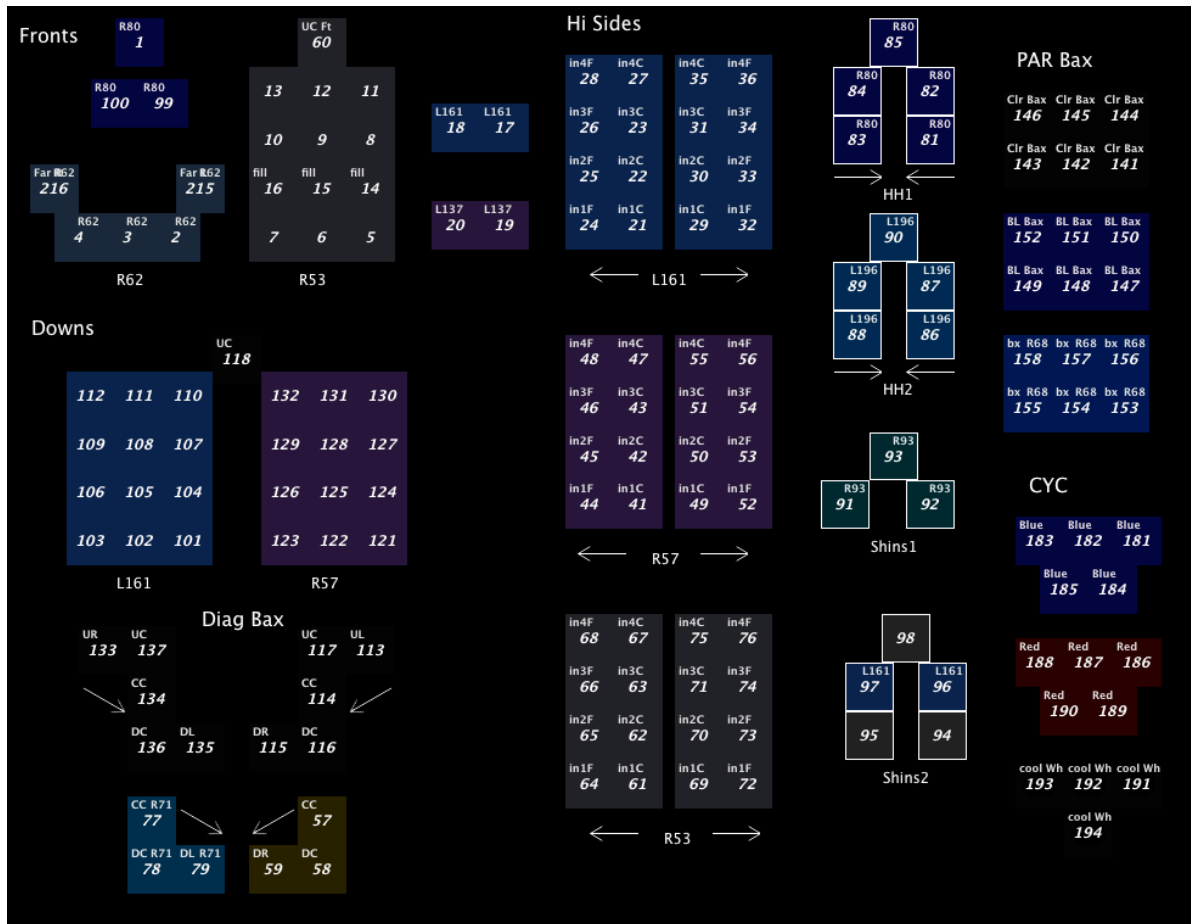 Fronts
R80
1
R80 R80
100 99
Far R62
216 215
R62 R62 R62
4 3 2
R62
UC Ft
60
13 12 11
10 9 8
fill fill fill
16 15 14
7 6 5
R53
L161 L161
18 17
L137 L137
20 19
Downs
UC
118
112 111 110
109 108 107
106 105 104
103 102 101
L161
132 131 130
129 128 127
126 125 124
123 122 121
R57
Diag Bax
UR UC
133 137
CC
134
DC DL
136 135
UC UL
117 113
CC
114
DR DC
115 116
CC R71
77
DC R71 DL R71
78 79
CC
57
DR DC
59 58
Hi Sides
in4F in4C in4C in4F
28 27 35 36
in3F in3C in3C in3F
26 23 31 34
in2F in2C in2C in2F
25 22 30 33
in1F in1C in1C in1F
24 21 29 32
L161
in4F in4C in4C in4F
48 47 55 56
in3F in3C in3C in3F
46 43 51 54
in2F in2C in2C in2F
45 42 50 53
in1F in1C in1C in1F
44 41 49 52
R57
in4F in4C in4C in4F
68 67 75 76
in3F in3C in3C in3F
66 63 71 74
in2F in2C in2C in2F
65 62 70 73
in1F in1C in1C in1F
64 61 69 72
R53
R80
85
R80 R80
84 82
R80 R80
83 81
HH1
L196
90
L196 L196
89 87
L196 L196
88 86
HH2
R93
93
R93 R93
91 92
Shins1
98
L161 L161
97 96
95 94
Shins2
PAR Bax
Clr Bax Clr Bax Clr Bax
146 145 144
Clr Bax Clr Bax Clr Bax
143 142 141
BL Bax BL Bax BL Bax
152 151 150
BL Bax BL Bax BL Bax
149 148 147
bx R68 bx R68 bx R68
158 157 156
bx R68 bx R68 bx R68
155 154 153
CYC
Blue Blue Blue
183 182 181
Blue Blue
185 184
Red Red Red
188 187 186
Red Red
190 189
cool Wh cool Wh cool Wh
193 192 191
cool Wh
194